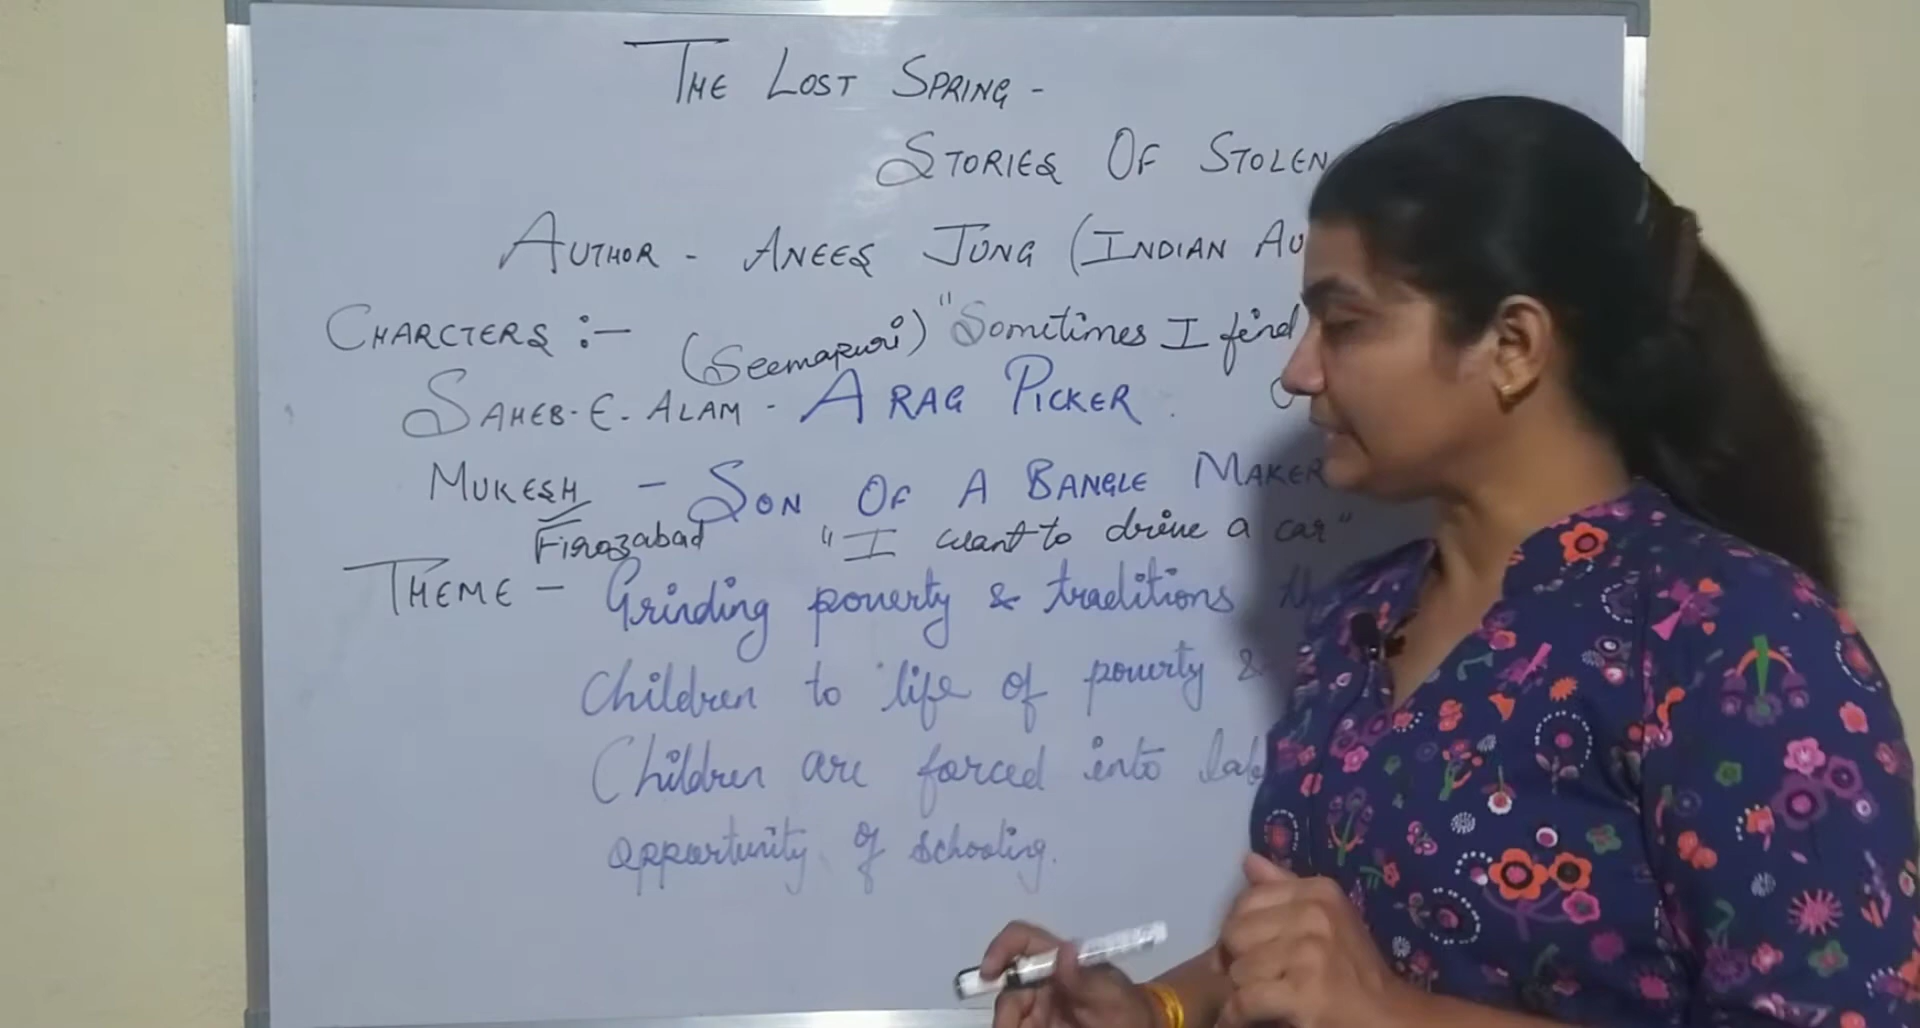 THE LOST SPRING -
STORIES OF STOLEN
AUTHOR - ANEES JUNG (INDIAN AU
CHARCTERS :- (Seemapuri) "Sometimes I find
SAHEB-E-ALAM - A RAG PICKER.
MUKESH - SON OF A BANGLE MAKER
Firozabad "I want to drive a car"
THEME - Grinding poverty & traditions
Children to life of poverty &
Children are forced into
opportunity of schooling.